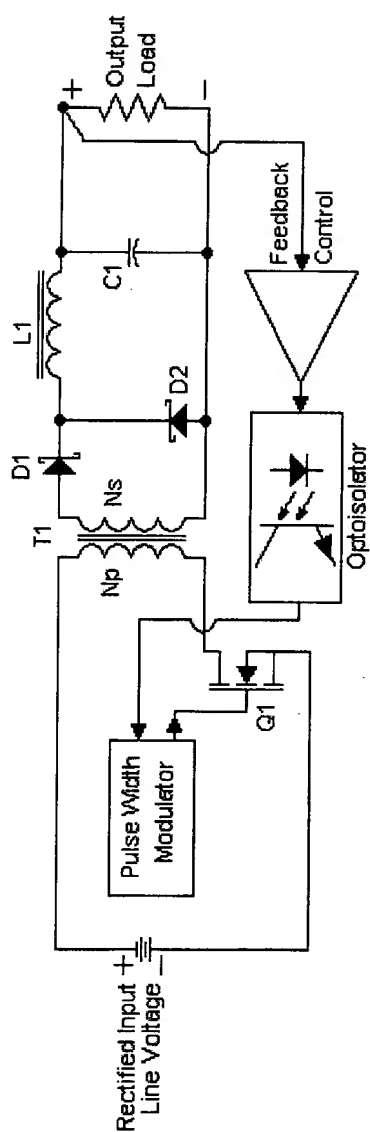 Rectified Input
Line Voltage
+
−
Pulse Width
Modulator
Q1
T1
Np
Ns
D1
D2
L1
C1
+
−
Output
Load
Feedback
Control
Optoisolator